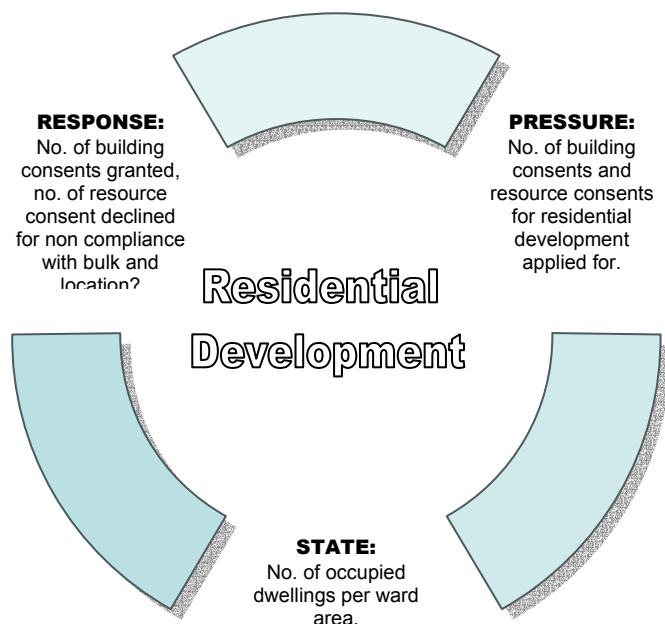 RESPONSE:
No. of building
consents granted,
no. of resource
consent declined
for non compliance
with bulk and
location?
PRESSURE:
No. of building
consents and
resource consents
for residential
development
applied for.
Residential
Development
STATE:
No. of occupied
dwellings per ward
area.